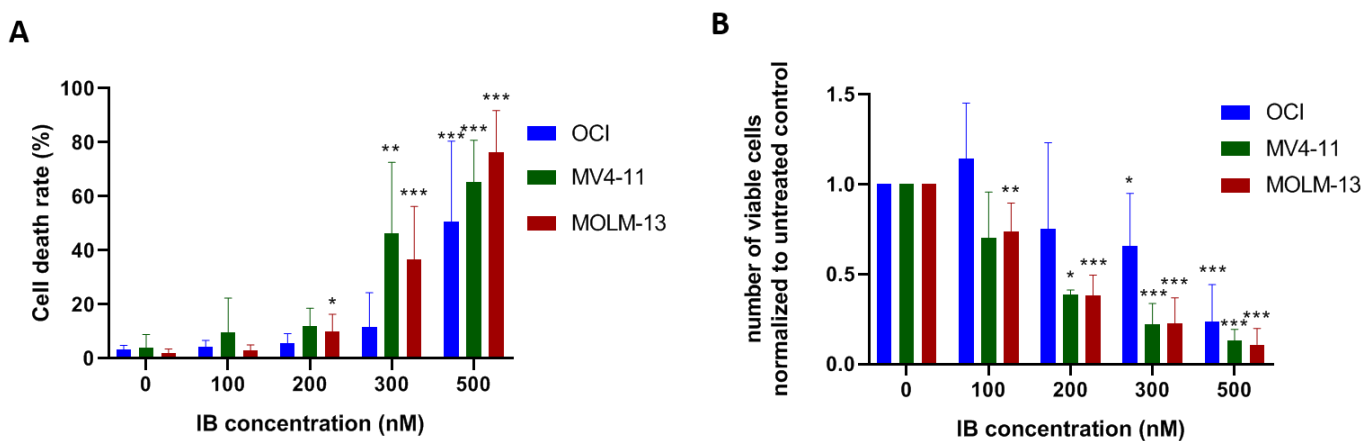 A
Cell death rate (%)
100
80
60
40
20
0
*
**
***
***
***
***
0 100 200 300 500
IB concentration (nM)
OCI
MV4-11
MOLM-13
B
number of viable cells
normalized to untreated control
1.5
1.0
0.5
0.0
**
*
***
*
***
***
***
***
***
0 100 200 300 500
IB concentration (nM)
OCI
MV4-11
MOLM-13